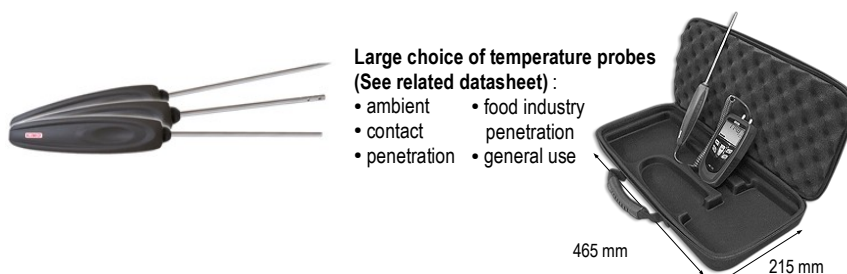 Large choice of temperature probes
(See related datasheet) :
• ambient
• contact
• penetration
• food industry
penetration
• general use
465 mm
215 mm